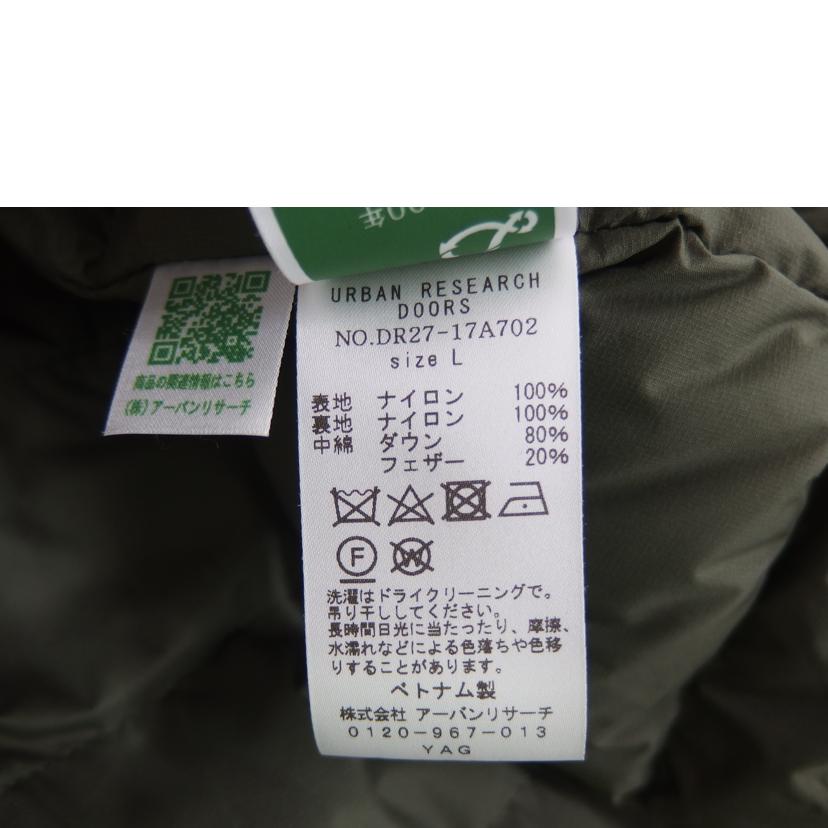 URBAN RESEARCH
DOORS
NO.DR27-17A702
size L
表地 ナイロン 100%
裏地 ナイロン 100%
中綿 ダウン 80%
フェザー 20%
F
W
洗濯はドライクリーニングで。
吊り干ししてください。
長時間日光に当たったり、摩擦、
水濡れなどによる色落ちや色移
りすることがあります。
ベトナム製
株式会社 アーバンリサーチ
0120-967-013
YAG
商品の関連情報はこちら
(株) アーバンリサーチ